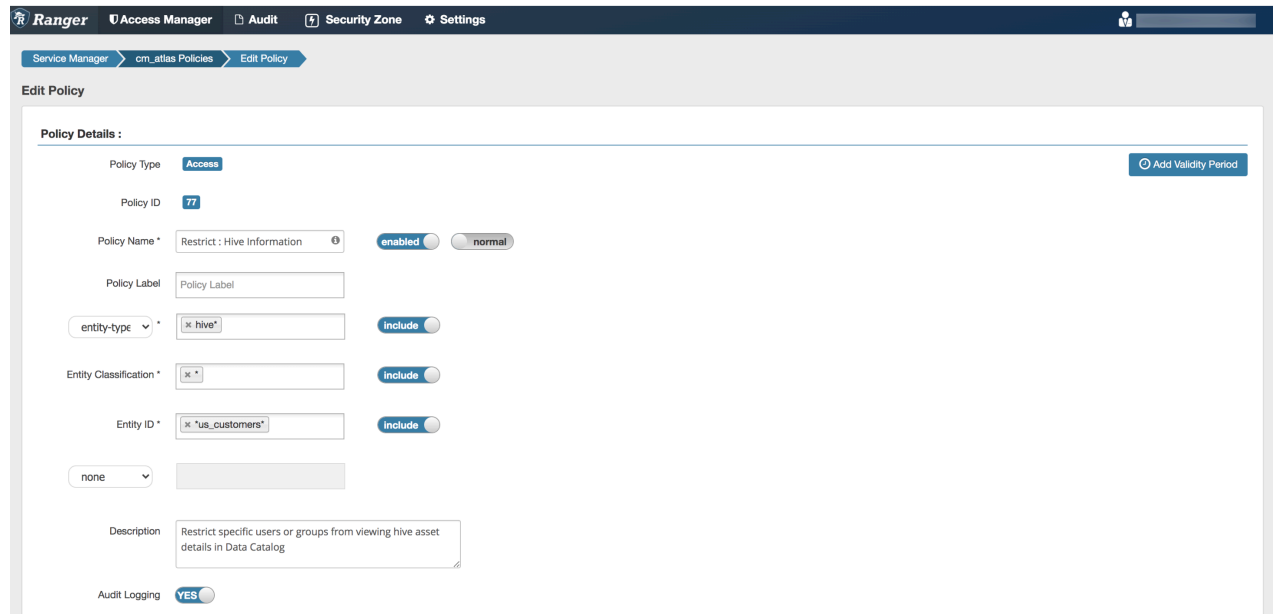 Ranger Access Manager Audit Security Zone Settings
Service Manager cm_atlas Policies Edit Policy
Edit Policy
Policy Details :
Policy Type Access Add Validity Period
Policy ID 77
Policy Name * Restrict : Hive Information enabled normal
Policy Label Policy Label
entity-type * × hive* include
Entity Classification * × * include
Entity ID * × *us_customers* include
none
Description Restrict specific users or groups from viewing hive asset
details in Data Catalog
Audit Logging YES